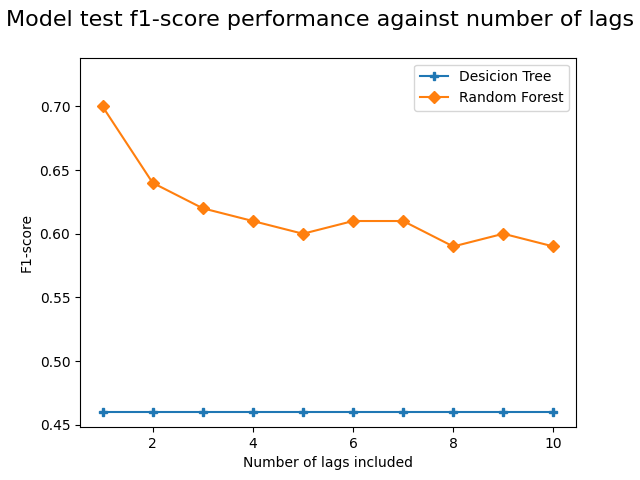 Model test f1-score performance against number of lags
Desicion Tree
Random Forest
0.70
0.65
0.60
0.55
0.50
0.45
F1-score
2 4 6 8 10
Number of lags included